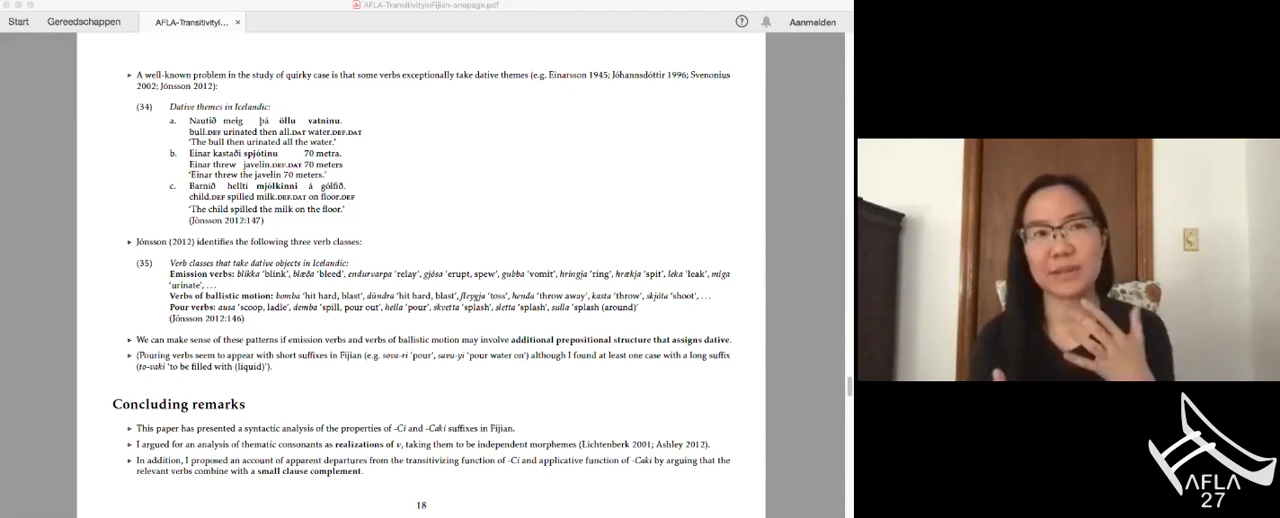 AFLA-TransitivityinFijian-onepage.pdf
Start Gereedschappen AFLA-Transitivityi... × Aanmelden
▸ A well-known problem in the study of quirky case is that some verbs exceptionally take dative themes (e.g. Einarsson 1945; Jóhannsdóttir 1996; Svenonius
2002; Jónsson 2012):
(34) Dative themes in Icelandic:
a. Nautið meig þá öllu vatninu.
bull.DEF urinated then all.DAT water.DEF.DAT
'The bull then urinated all the water.'
b. Einar kastaði spjótinu 70 metra.
Einar threw javelin.DEF.DAT 70 meters
'Einar threw the javelin 70 meters.'
c. Barnið hellti mjólkinni á gólfið.
child.DEF spilled milk.DEF.DAT on floor.DEF
'The child spilled the milk on the floor.'
(Jónsson 2012:147)
▸ Jónsson (2012) identifies the following three verb classes:
(35) Verb classes that take dative objects in Icelandic:
Emission verbs: blikka 'blink', blæða 'bleed', endurvarpa 'relay', gjósa 'erupt, spew', gubba 'vomit', hringja 'ring', hrækja 'spit', leka 'leak', míga
'urinate', ...
Verbs of ballistic motion: bomba 'hit hard, blast', dúndra 'hit hard, blast', fleygja 'toss', henda 'throw away', kasta 'throw', skjóta 'shoot', ...
Pour verbs: ausa 'scoop, ladle', demba 'spill, pour out', hella 'pour', skvetta 'splash', sletta 'splash', sulla 'splash (around)'
(Jónsson 2012:146)
▸ We can make sense of these patterns if emission verbs and verbs of ballistic motion may involve additional prepositional structure that assigns dative.
▸ (Pouring verbs seem to appear with short suffixes in Fijian (e.g. sova-ri 'pour', suvu-yi 'pour water on') although I found at least one case with a long suffix
(to-vaki 'to be filled with (liquid)').
Concluding remarks
▸ This paper has presented a syntactic analysis of the properties of -Ci and -Caki suffixes in Fijian.
▸ I argued for an analysis of thematic consonants as realizations of v, taking them to be independent morphemes (Lichtenberk 2001; Ashley 2012).
▸ In addition, I proposed an account of apparent departures from the transitivizing function of -Ci and applicative function of -Caki by arguing that the
relevant verbs combine with a small clause complement.
18
AFLA
27